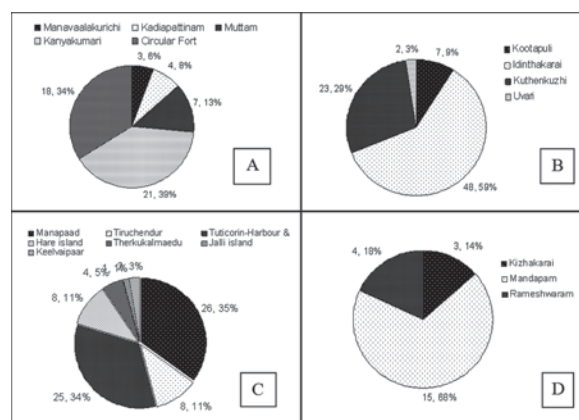 Manavaalakurichi Kadiapattinam Muttam
Kanyakumari Circular Fort
3, 6%
4, 8%
18, 34%
7, 13%
21, 39%
A
2, 3%
7, 9%
Kootapuli
Idinthakarai
Kuthenkuzhi
Uvari
23, 29%
48, 59%
B
Manapaad Tiruchendur Tuticorin-Harbour &
Hare island Therkukalmaedu Jalli island
Keelvaipaar
4, 5%
8, 11%
26, 35%
25, 34%
8, 11%
C
4, 18%
3, 14%
Kizhakarai
Mandapam
Rameshwaram
15, 68%
D